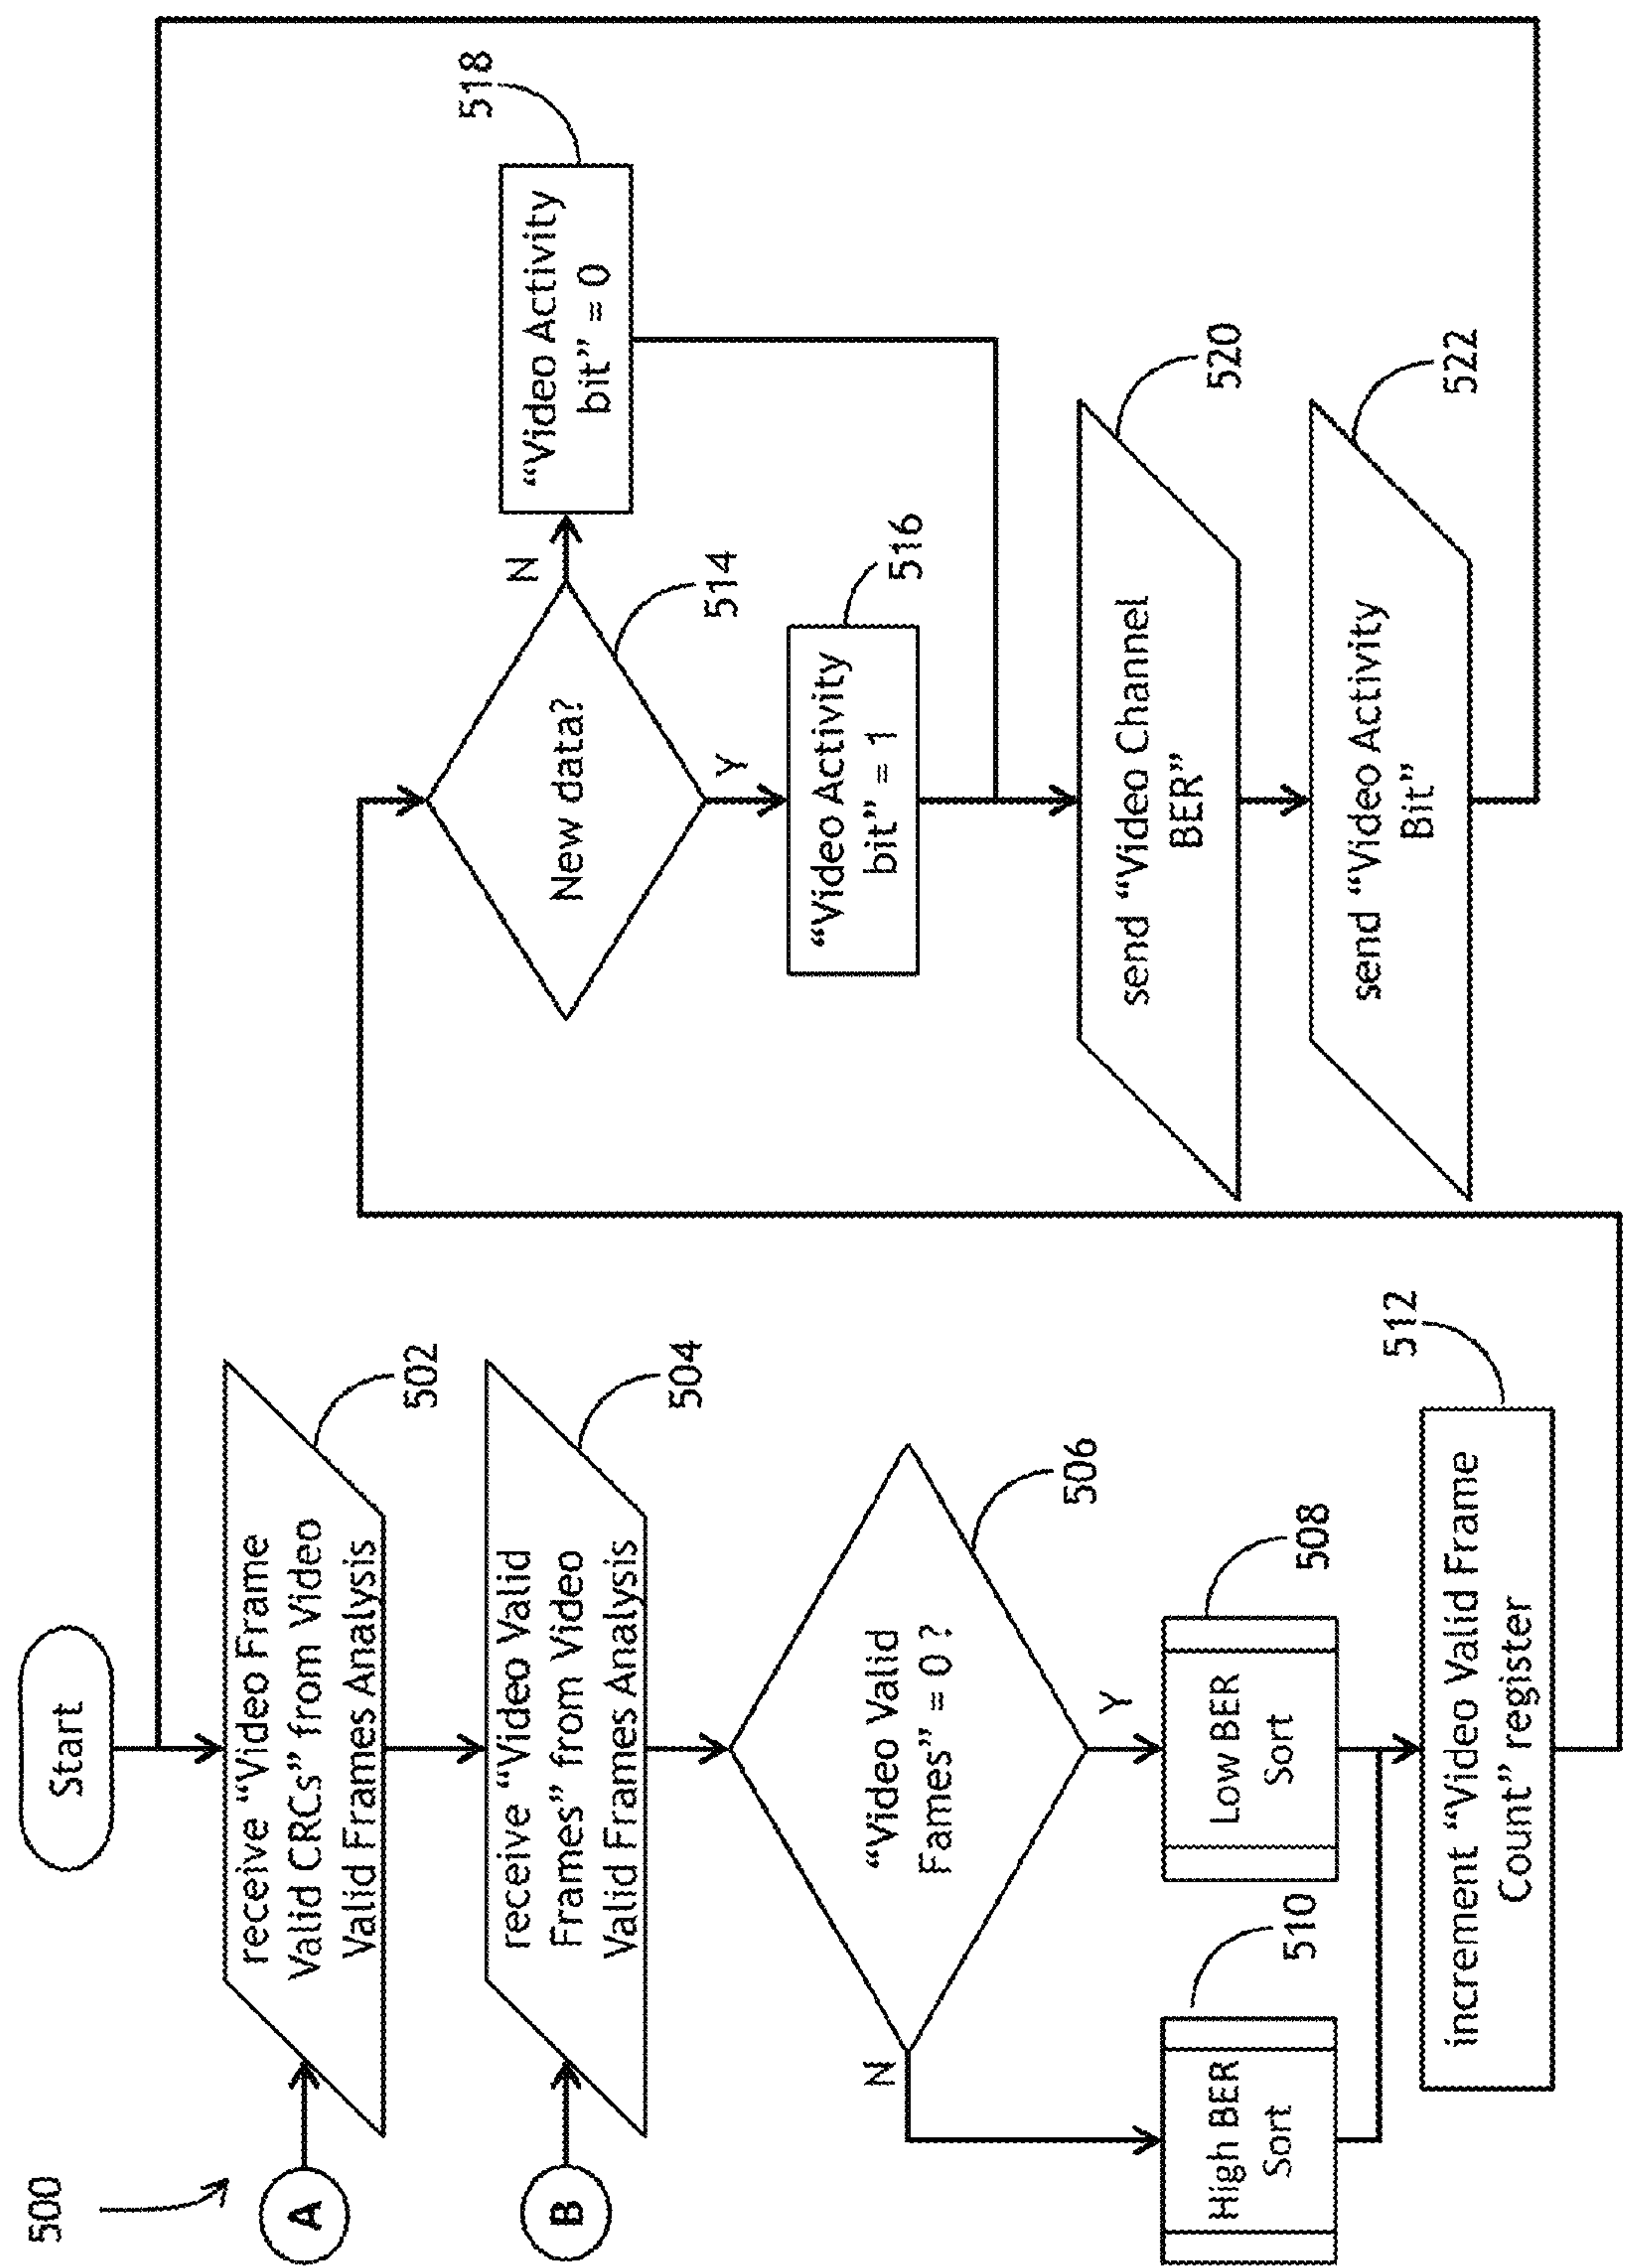 500
Start
A
receive “Video Frame
Valid CRCs” from Video
Valid Frames Analysis
502
B
receive “Video Valid
Frames” from Video
Valid Frames Analysis
504
“Video Valid
Fames” = 0 ?
506
N
Y
High BER
Sort
510
Low BER
Sort
508
increment “Video Valid Frame
Count” register
512
New data?
514
N
Y
“Video Activity
bit” = 0
518
“Video Activity
bit” = 1
516
send “Video Channel
BER”
520
send “Video Activity
Bit”
522